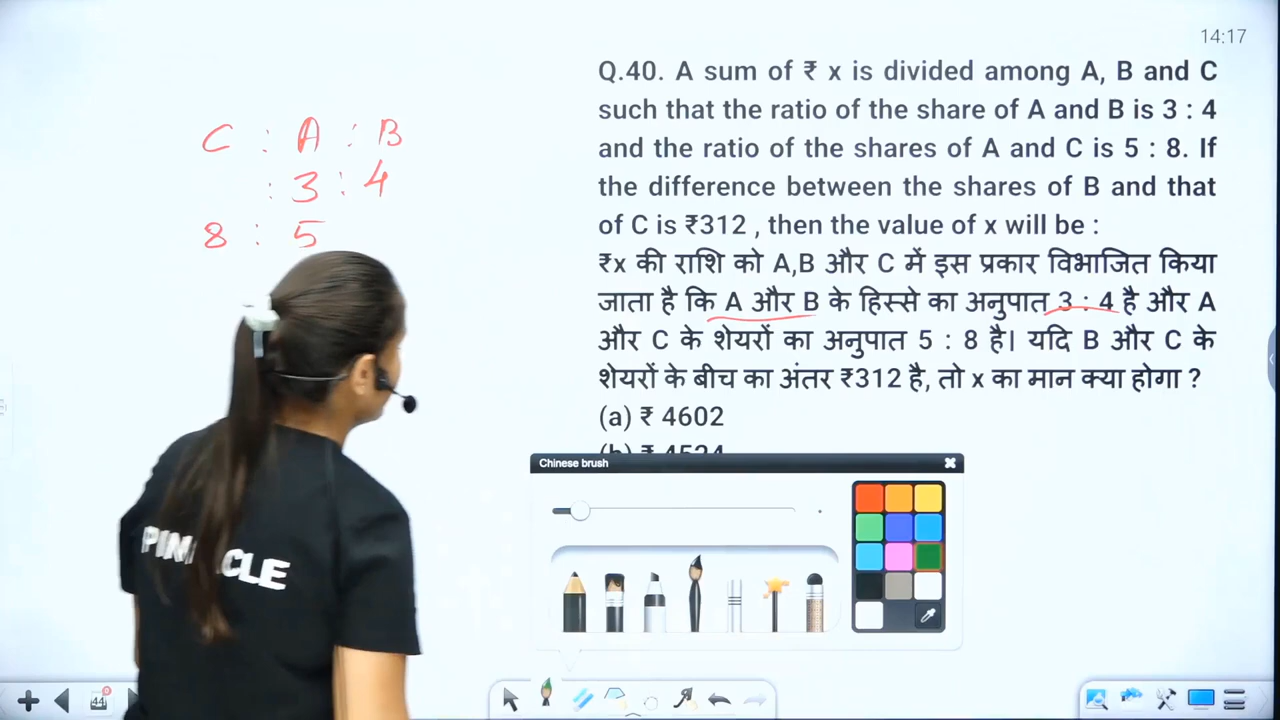 14:17
Q.40. A sum of ₹ x is divided among A, B and C
such that the ratio of the share of A and B is 3 : 4
and the ratio of the shares of A and C is 5 : 8. If
the difference between the shares of B and that
of C is ₹312 , then the value of x will be :
₹x की राशि को A,B और C में इस प्रकार विभाजित किया
जाता है कि A और B के हिस्से का अनुपात 3 : 4 है और A
और C के शेयरों का अनुपात 5 : 8 है। यदि B और C के
शेयरों के बीच का अंतर ₹312 है, तो x का मान क्या होगा ?
(a) ₹ 4602
C : A : B
: 3 : 4
8 : 5
Chinese brush
44